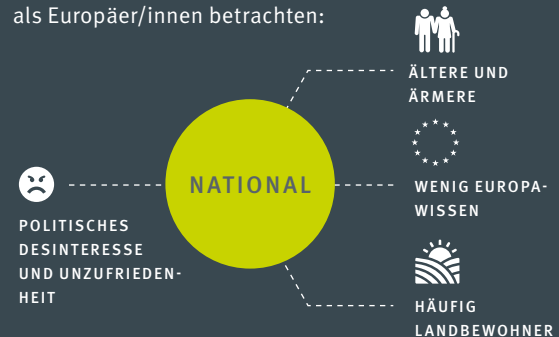 als Europäer/innen betrachten:
ÄLTERE UND
ÄRMERE
NATIONAL
WENIG EUROPA-
WISSEN
POLITISCHES
DESINTERESSE
UND UNZUFRIEDEN-
HEIT
HÄUFIG
LANDBEWOHNER